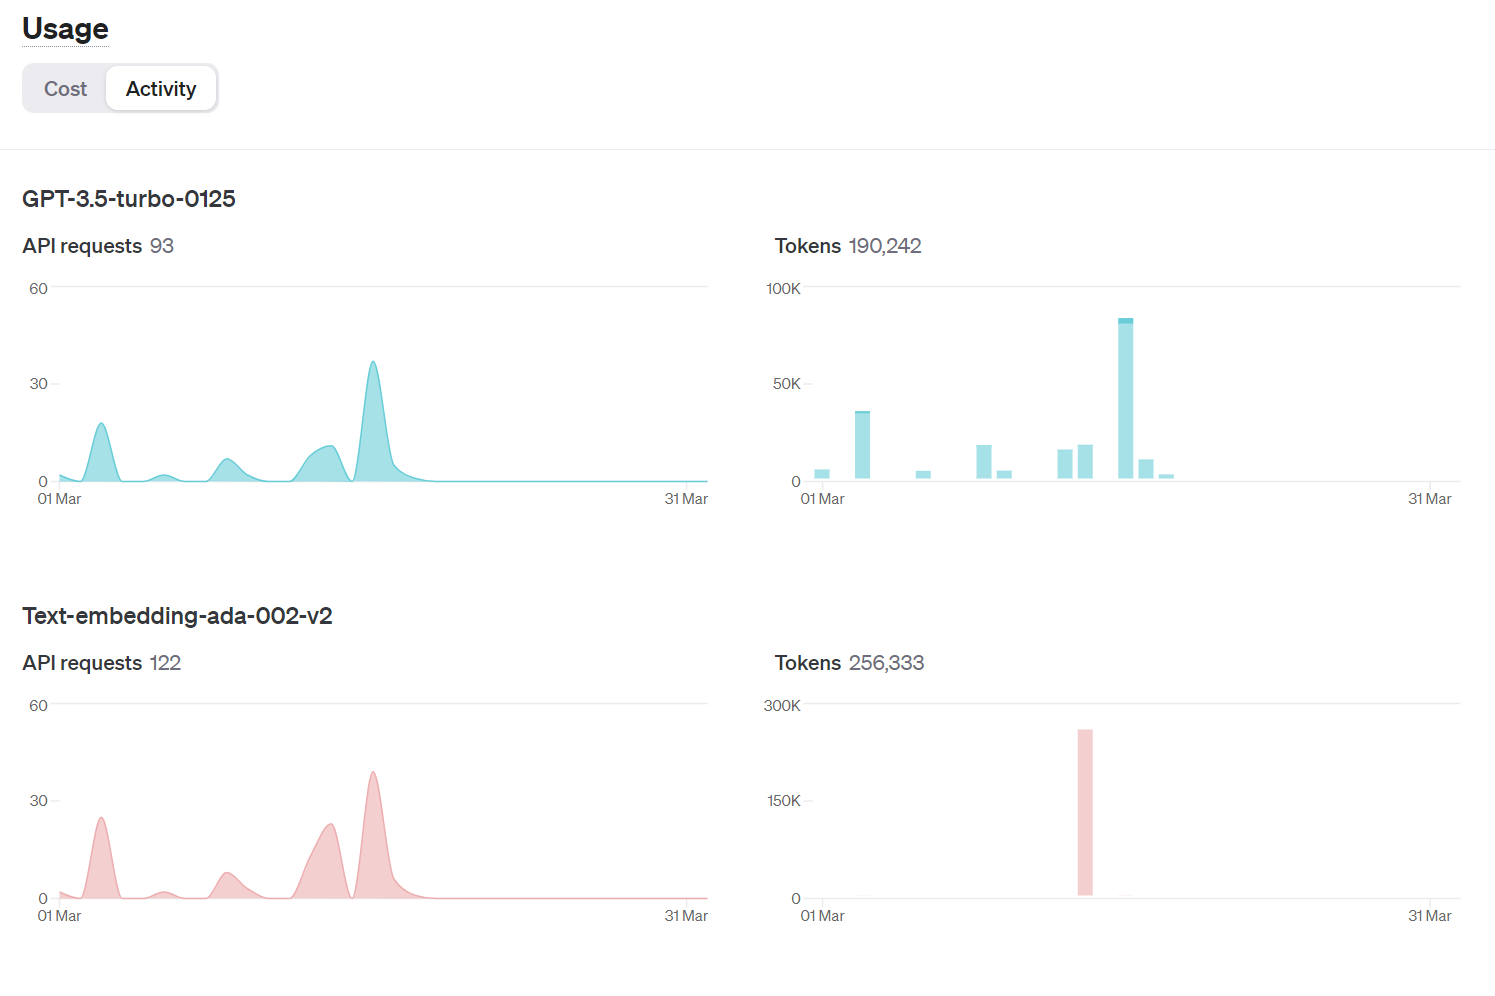 Usage
Cost Activity
GPT-3.5-turbo-0125
API requests 93
60
30
0
01 Mar 31 Mar
Tokens 190,242
100K
50K
0
01 Mar 31 Mar
Text-embedding-ada-002-v2
API requests 122
60
30
0
01 Mar 31 Mar
Tokens 256,333
300K
150K
0
01 Mar 31 Mar